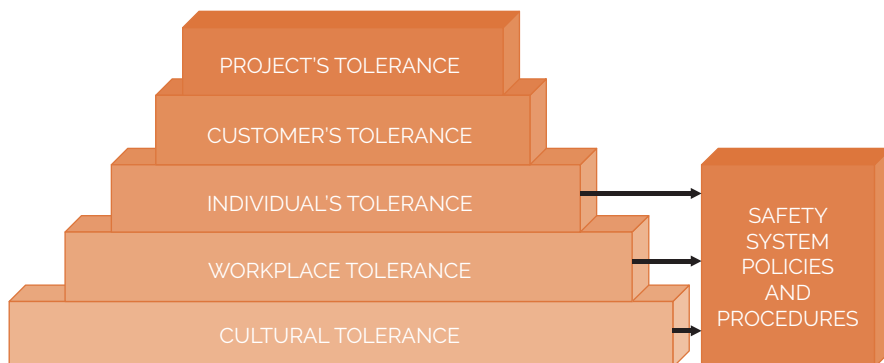 PROJECT'S TOLERANCE
CUSTOMER'S TOLERANCE
INDIVIDUAL'S TOLERANCE
WORKPLACE TOLERANCE
CULTURAL TOLERANCE
SAFETY
SYSTEM
POLICIES
AND
PROCEDURES